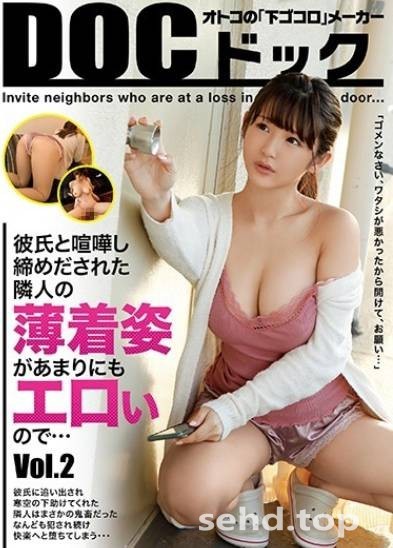 オトコの「下ゴコロ」メーカー
DOCドック
Invite neighbors who are at a loss in door...
「ゴメンなさい、ワタシが悪かったから開けて、お願い…」
彼氏と喧嘩し
締めだされた
隣人の
薄着姿
があまりにも
エロい
ので…
Vol.2
彼氏に追い出され
寒空の下助けてくれた
隣人はまさかの鬼畜だった
なんども犯され続け
快楽へと堕ちてしまう…
sehd.top